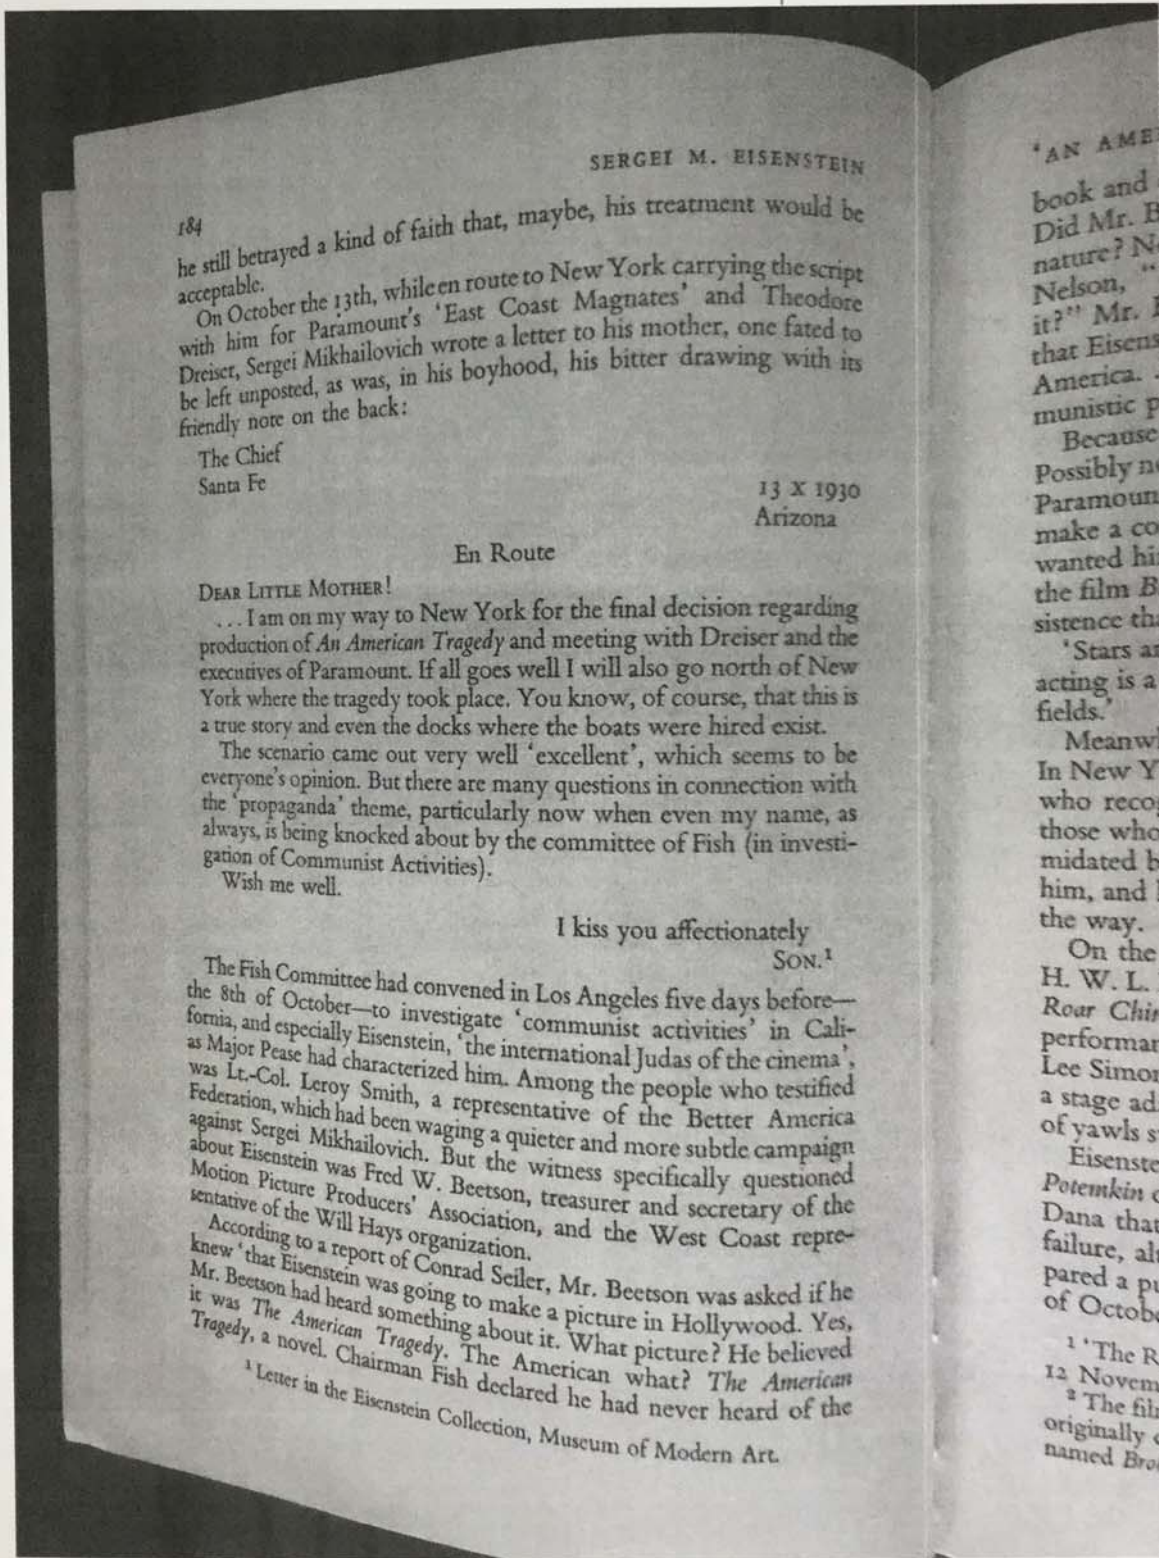 SERGEI M. EISENSTEIN
184
he still betrayed a kind of faith that, maybe, his treatment would be
acceptable.
On October the 13th, while en route to New York carrying the script
with him for Paramount's 'East Coast Magnates' and Theodore
Dreiser, Sergei Mikhailovich wrote a letter to his mother, one fated to
be left unposted, as was, in his boyhood, his bitter drawing with its
friendly note on the back:
The Chief
Santa Fe
13 X 1930
Arizona
En Route
DEAR LITTLE MOTHER!
...I am on my way to New York for the final decision regarding
production of An American Tragedy and meeting with Dreiser and the
executives of Paramount. If all goes well I will also go north of New
York where the tragedy took place. You know, of course, that this is
a true story and even the docks where the boats were hired exist.
The scenario came out very well 'excellent', which seems to be
everyone's opinion. But there are many questions in connection with
the 'propaganda' theme, particularly now when even my name, as
always, is being knocked about by the committee of Fish (in investi-
gation of Communist Activities).
Wish me well.
I kiss you affectionately
SON.¹
The Fish Committee had convened in Los Angeles five days before—
the 8th of October—to investigate 'communist activities' in Cali-
fornia, and especially Eisenstein, 'the international Judas of the cinema',
as Major Pease had characterized him. Among the people who testified
was Lt.-Col. Leroy Smith, a representative of the Better America
Federation, which had been waging a quieter and more subtle campaign
against Sergei Mikhailovich. But the witness specifically questioned
about Eisenstein was Fred W. Beetson, treasurer and secretary of the
Motion Picture Producers' Association, and the West Coast repre-
sentative of the Will Hays organization.
According to a report of Conrad Seiler, Mr. Beetson was asked if he
knew 'that Eisenstein was going to make a picture in Hollywood. Yes,
Mr. Beetson had heard something about it. What picture? He believed
it was The American Tragedy. The American what? The American
Tragedy, a novel. Chairman Fish declared he had never heard of the
¹ Letter in the Eisenstein Collection, Museum of Modern Art.
'AN AME
book and
Did Mr. B
nature? N
Nelson, "
it?" Mr.
that Eisens
America.
munistic p
Because
Possibly n
Paramoun
make a co
wanted hi
the film B
sistence tha
'Stars ar
acting is a
fields.'
Meanwl
In New Y
who reco
those who
midated b
him, and
the way.
On the
H. W. L.
Roar Chin
performan
Lee Simon
a stage ad
of yawls s
Eisenste
Potemkin
Dana that
failure, al
pared a pu
of Octobe
¹ 'The R
12 Novem
² The fil
originally
named Bro